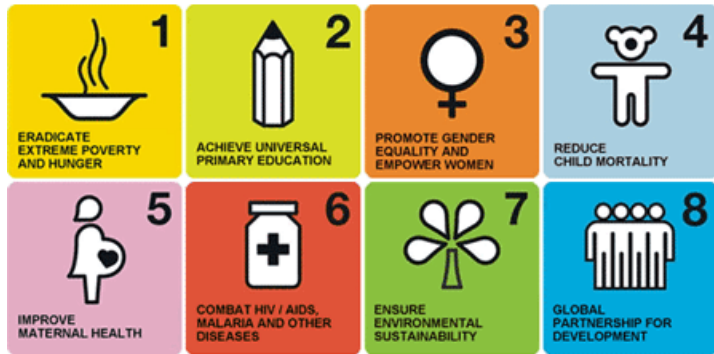 1
ERADICATE
EXTREME POVERTY
AND HUNGER
2
ACHIEVE UNIVERSAL
PRIMARY EDUCATION
3
PROMOTE GENDER
EQUALITY AND
EMPOWER WOMEN
4
REDUCE
CHILD MORTALITY
5
IMPROVE
MATERNAL HEALTH
6
COMBAT HIV / AIDS,
MALARIA AND OTHER
DISEASES
7
ENSURE
ENVIRONMENTAL
SUSTAINABILITY
8
GLOBAL
PARTNERSHIP FOR
DEVELOPMENT